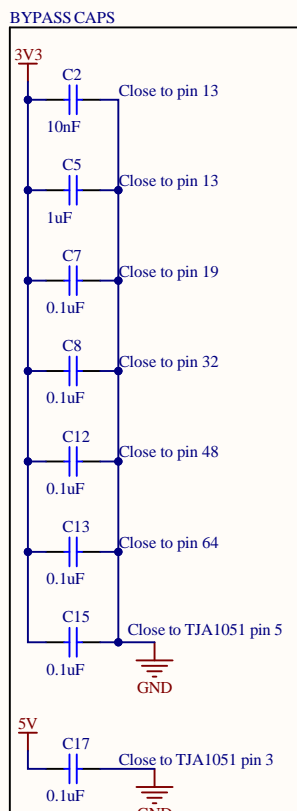 BYPASS CAPS
3V3
C2
Close to pin 13
10nF
C5
Close to pin 13
1uF
C7
Close to pin 19
0.1uF
C8
Close to pin 32
0.1uF
C12
Close to pin 48
0.1uF
C13
Close to pin 64
0.1uF
C15
Close to TJA1051 pin 5
0.1uF
GND
5V
C17
Close to TJA1051 pin 3
0.1uF
GND